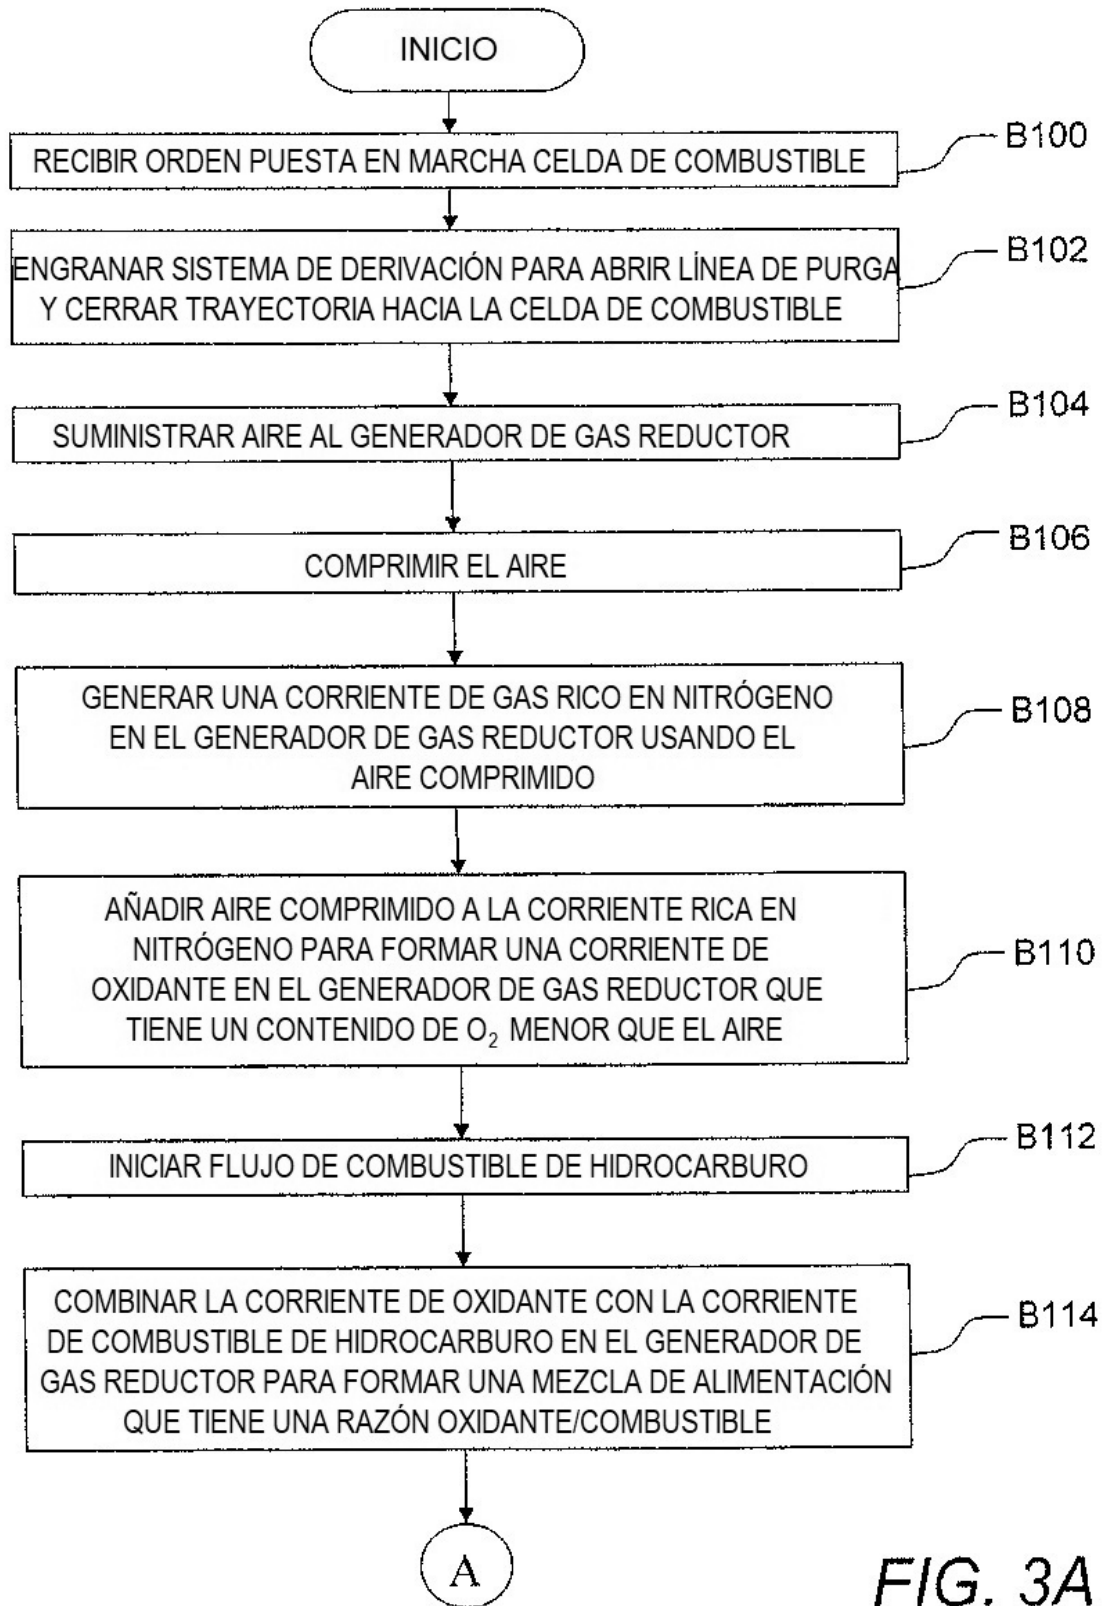 INICIO
RECIBIR ORDEN PUESTA EN MARCHA CELDA DE COMBUSTIBLE
B100
ENGRANAR SISTEMA DE DERIVACIÓN PARA ABRIR LÍNEA DE PURGA
Y CERRAR TRAYECTORIA HACIA LA CELDA DE COMBUSTIBLE
B102
SUMINISTRAR AIRE AL GENERADOR DE GAS REDUCTOR
B104
COMPRIMIR EL AIRE
B106
GENERAR UNA CORRIENTE DE GAS RICO EN NITRÓGENO
EN EL GENERADOR DE GAS REDUCTOR USANDO EL
AIRE COMPRIMIDO
B108
AÑADIR AIRE COMPRIMIDO A LA CORRIENTE RICA EN
NITRÓGENO PARA FORMAR UNA CORRIENTE DE
OXIDANTE EN EL GENERADOR DE GAS REDUCTOR QUE
TIENE UN CONTENIDO DE O₂ MENOR QUE EL AIRE
B110
INICIAR FLUJO DE COMBUSTIBLE DE HIDROCARBURO
B112
COMBINAR LA CORRIENTE DE OXIDANTE CON LA CORRIENTE
DE COMBUSTIBLE DE HIDROCARBURO EN EL GENERADOR DE
GAS REDUCTOR PARA FORMAR UNA MEZCLA DE ALIMENTACIÓN
QUE TIENE UNA RAZÓN OXIDANTE/COMBUSTIBLE
B114
A
FIG. 3A